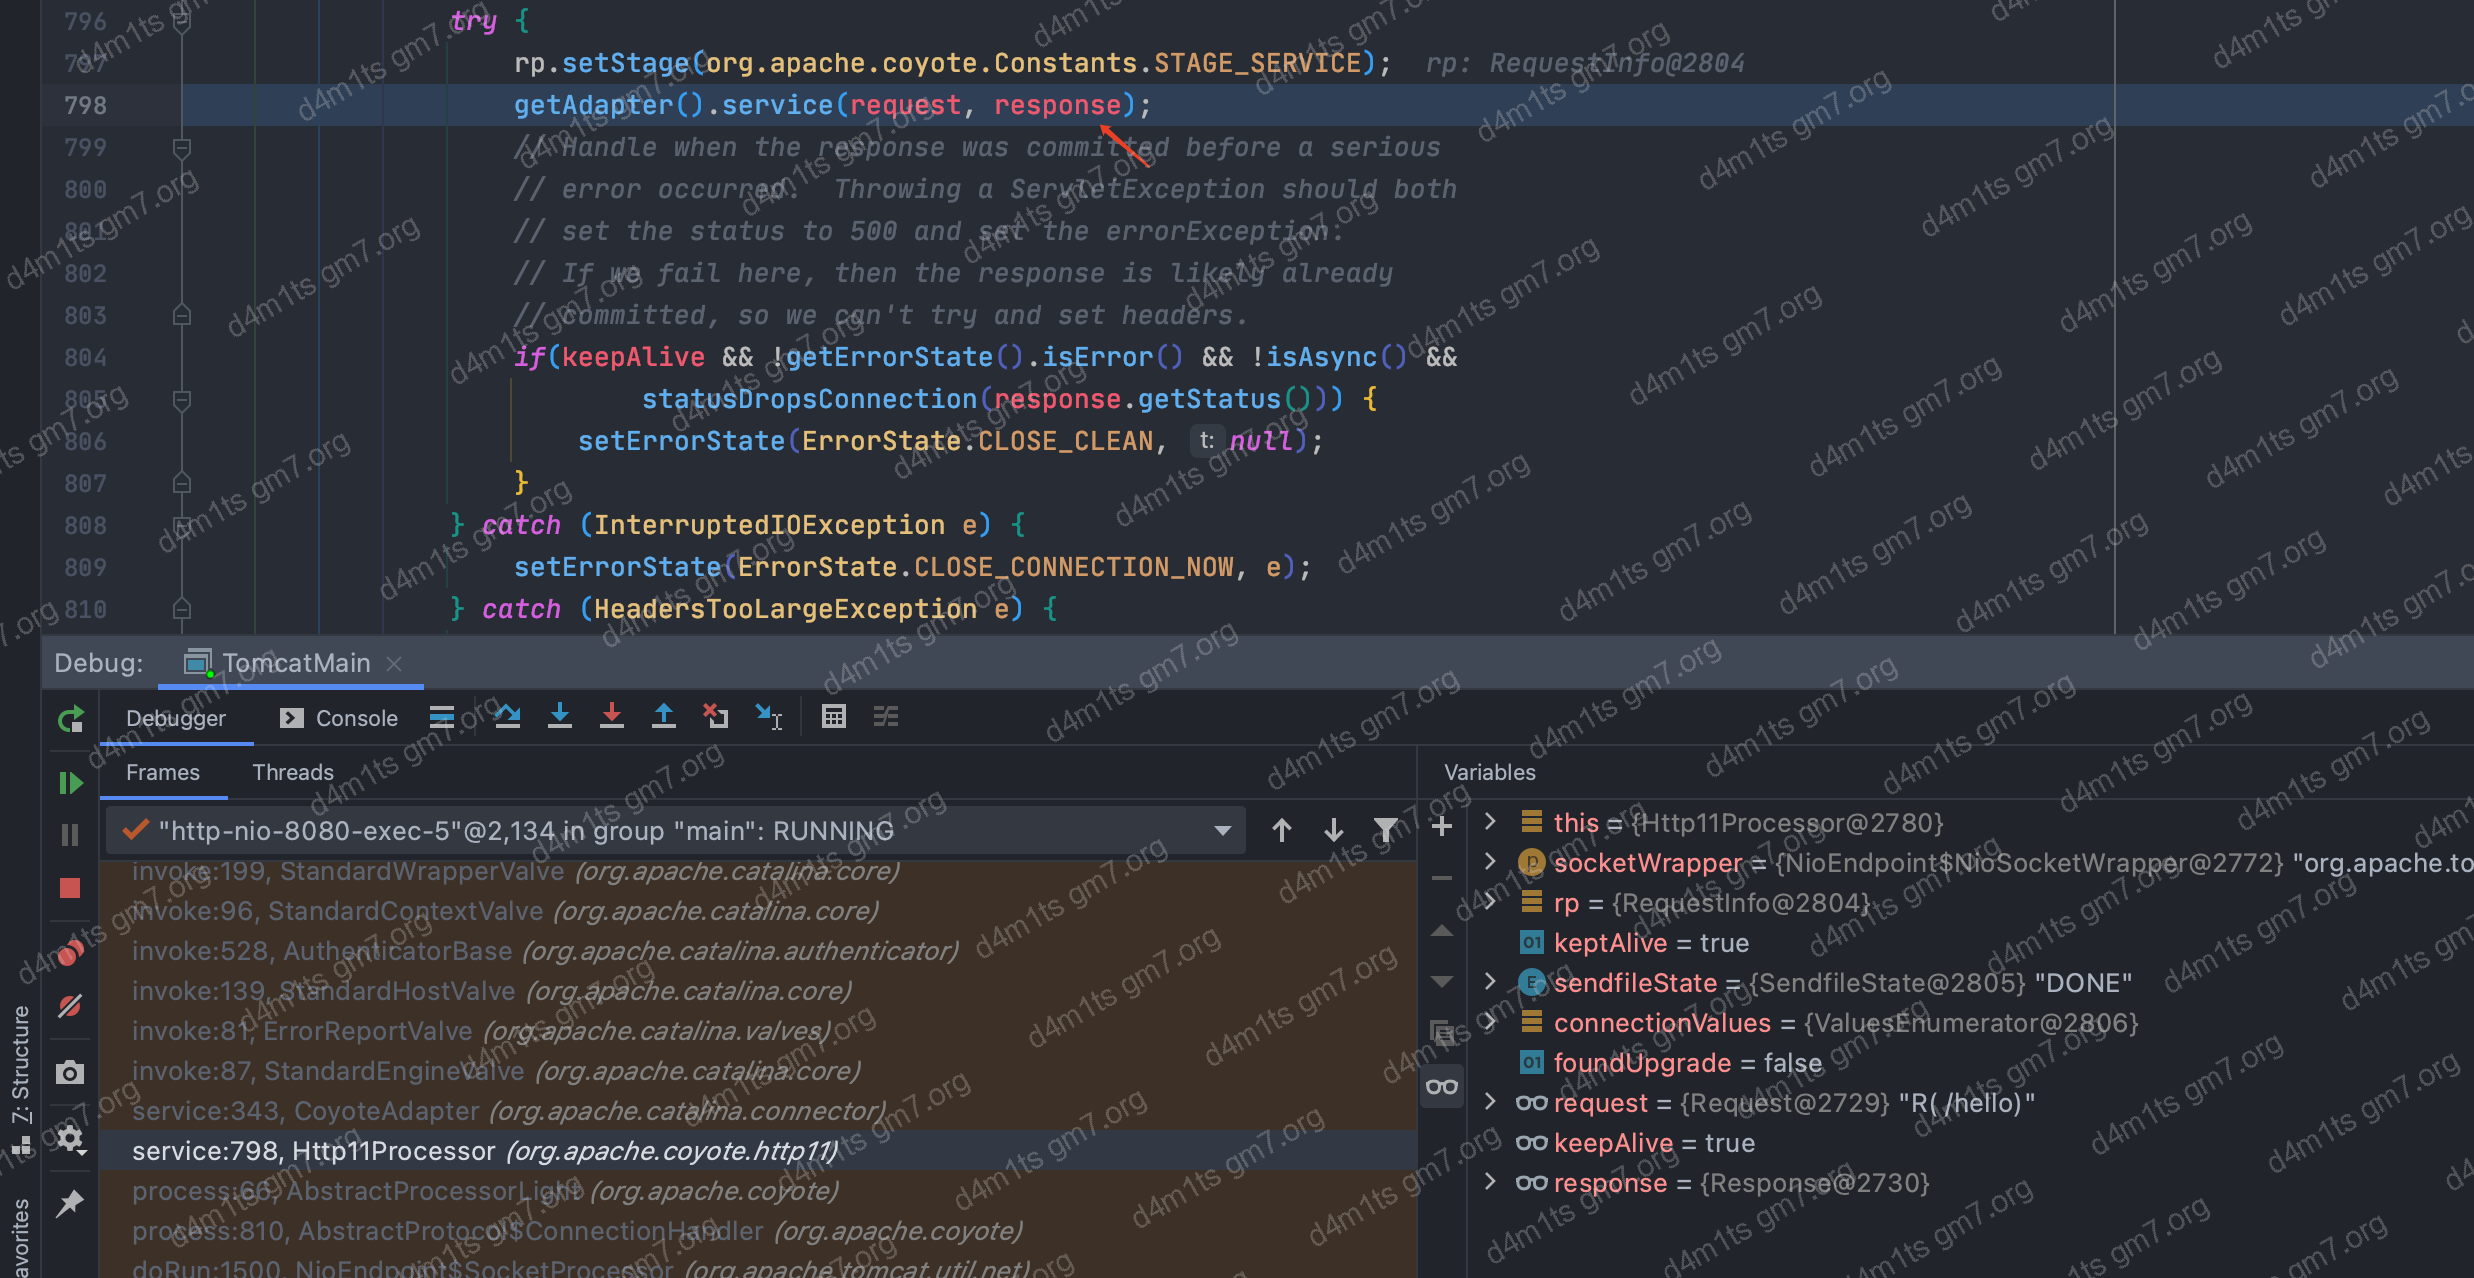 796 try {
797 rp.setStage(org.apache.coyote.Constants.STAGE_SERVICE); rp: RequestInfo@2804
798 getAdapter().service(request, response);
799 // Handle when the response was committed before a serious
800 // error occurred. Throwing a ServletException should both
801 // set the status to 500 and set the errorException.
802 // If we fail here, then the response is likely already
803 // committed, so we can't try and set headers.
804 if(keepAlive && !getErrorState().isError() && !isAsync() &&
805 statusDropsConnection(response.getStatus())) {
806 setErrorState(ErrorState.CLOSE_CLEAN, t: null);
807 }
808 } catch (InterruptedIOException e) {
809 setErrorState(ErrorState.CLOSE_CONNECTION_NOW, e);
810 } catch (HeadersTooLargeException e) {
Debug: TomcatMain
Debugger Console
Frames Threads
"http-nio-8080-exec-5"@2,134 in group "main": RUNNING
invoke:199, StandardWrapperValve (org.apache.catalina.core)
invoke:96, StandardContextValve (org.apache.catalina.core)
invoke:528, AuthenticatorBase (org.apache.catalina.authenticator)
invoke:139, StandardHostValve (org.apache.catalina.core)
invoke:81, ErrorReportValve (org.apache.catalina.valves)
invoke:87, StandardEngineValve (org.apache.catalina.core)
service:343, CoyoteAdapter (org.apache.catalina.connector)
service:798, Http11Processor (org.apache.coyote.http11)
process:66, AbstractProcessorLight (org.apache.coyote)
process:810, AbstractProtocol$ConnectionHandler (org.apache.coyote)
doRun:1500, NioEndpoint$SocketProcessor (org.apache.tomcat.util.net)
Variables
this = {Http11Processor@2780}
socketWrapper = {NioEndpoint$NioSocketWrapper@2772} "org.apache.to
rp = {RequestInfo@2804}
01 keptAlive = true
E sendfileState = {SendfileState@2805} "DONE"
connectionValues = {ValuesEnumerator@2806}
01 foundUpgrade = false
request = {Request@2729} "R( /hello)"
keepAlive = true
response = {Response@2730}
7: Structure
avorites
d4m1ts gm7.org